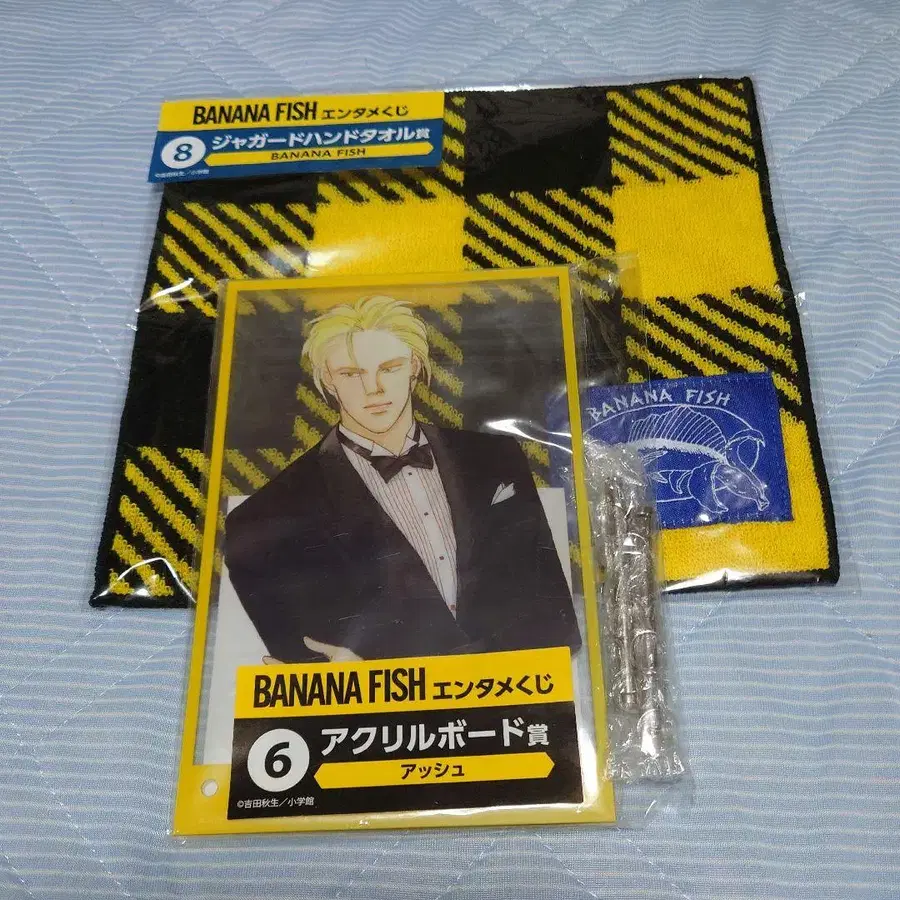 BANANA FISH エンタメくじ
8 ジャガードハンドタオル賞
BANANA FISH
©吉田秋生／小学館
BANANA FISH
BANANA FISH エンタメくじ
6 アクリルボード賞
アッシュ
©吉田秋生／小学館